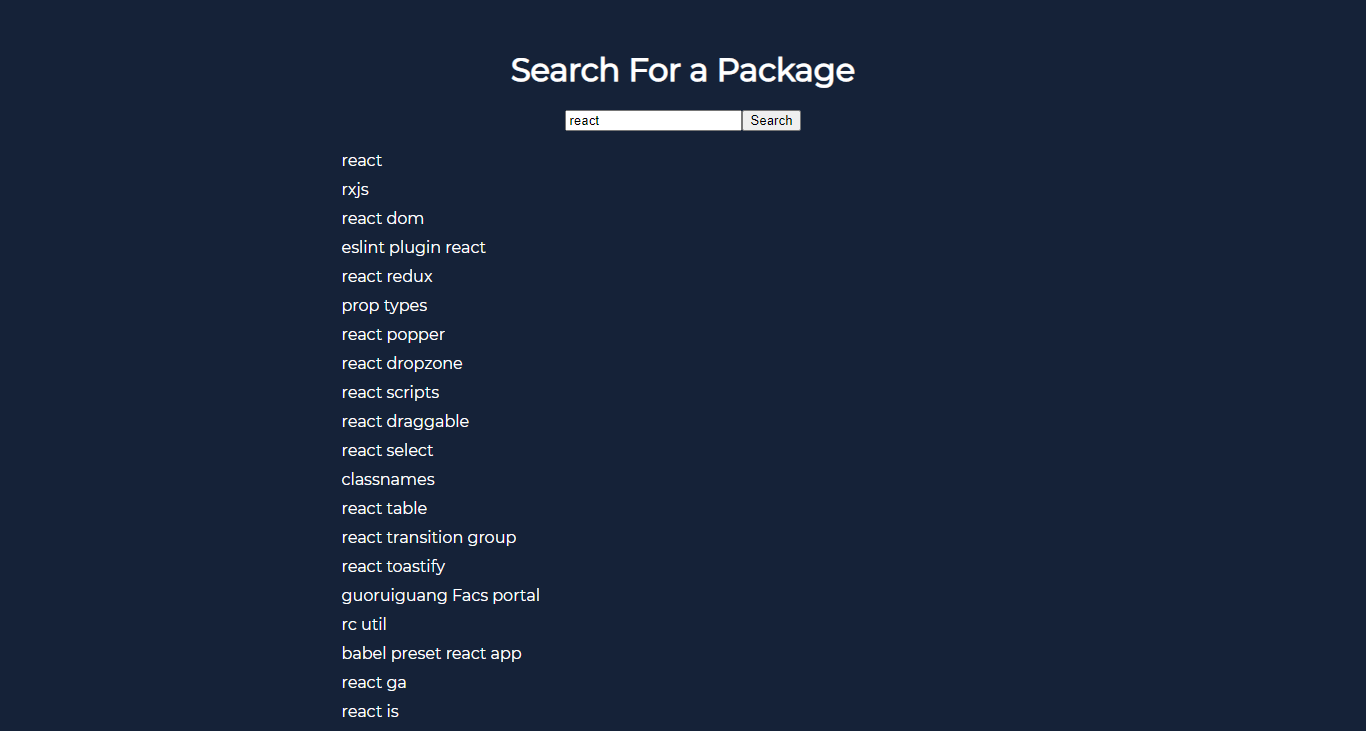 Search For a Package
react Search
react
rxjs
react dom
eslint plugin react
react redux
prop types
react popper
react dropzone
react scripts
react draggable
react select
classnames
react table
react transition group
react toastify
guoruiguang Facs portal
rc util
babel preset react app
react ga
react is